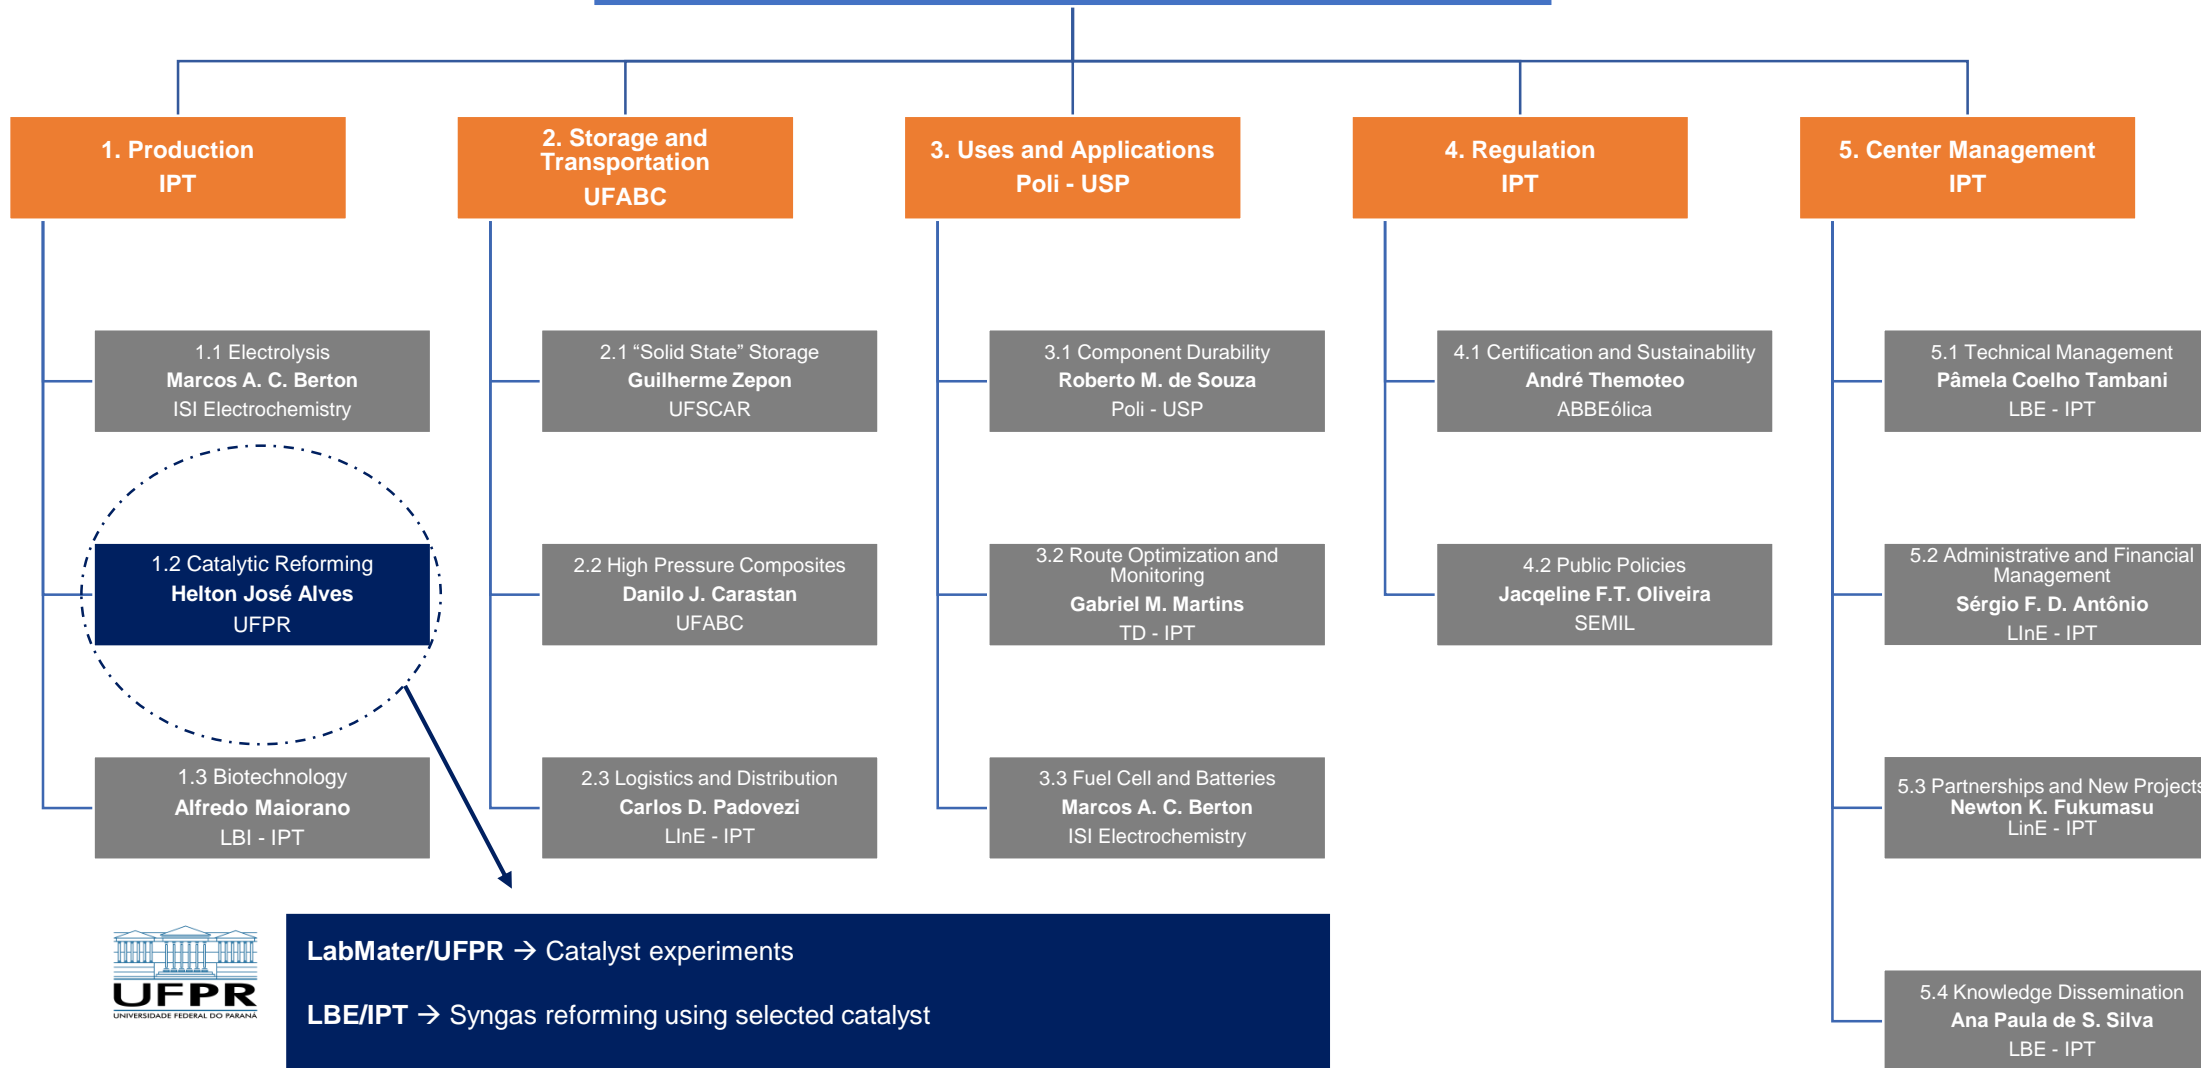 1. Production
IPT
2. Storage and
Transportation
UFABC
3. Uses and Applications
Poli - USP
4. Regulation
IPT
5. Center Management
IPT
1.1 Electrolysis
Marcos A. C. Berton
ISI Electrochemistry
2.1 “Solid State” Storage
Guilherme Zepon
UFSCAR
3.1 Component Durability
Roberto M. de Souza
Poli - USP
4.1 Certification and Sustainability
André Themoteo
ABBEólica
5.1 Technical Management
Pâmela Coelho Tambani
LBE - IPT
1.2 Catalytic Reforming
Helton José Alves
UFPR
2.2 High Pressure Composites
Danilo J. Carastan
UFABC
3.2 Route Optimization and
Monitoring
Gabriel M. Martins
TD - IPT
4.2 Public Policies
Jacqeline F.T. Oliveira
SEMIL
5.2 Administrative and Financial
Management
Sérgio F. D. Antônio
LInE - IPT
1.3 Biotechnology
Alfredo Maiorano
LBI - IPT
2.3 Logistics and Distribution
Carlos D. Padovezi
LInE - IPT
3.3 Fuel Cell and Batteries
Marcos A. C. Berton
ISI Electrochemistry
5.3 Partnerships and New Projects
Newton K. Fukumasu
LinE - IPT
5.4 Knowledge Dissemination
Ana Paula de S. Silva
LBE - IPT
UFPR
UNIVERSIDADE FEDERAL DO PARANÁ
LabMater/UFPR → Catalyst experiments
LBE/IPT → Syngas reforming using selected catalyst